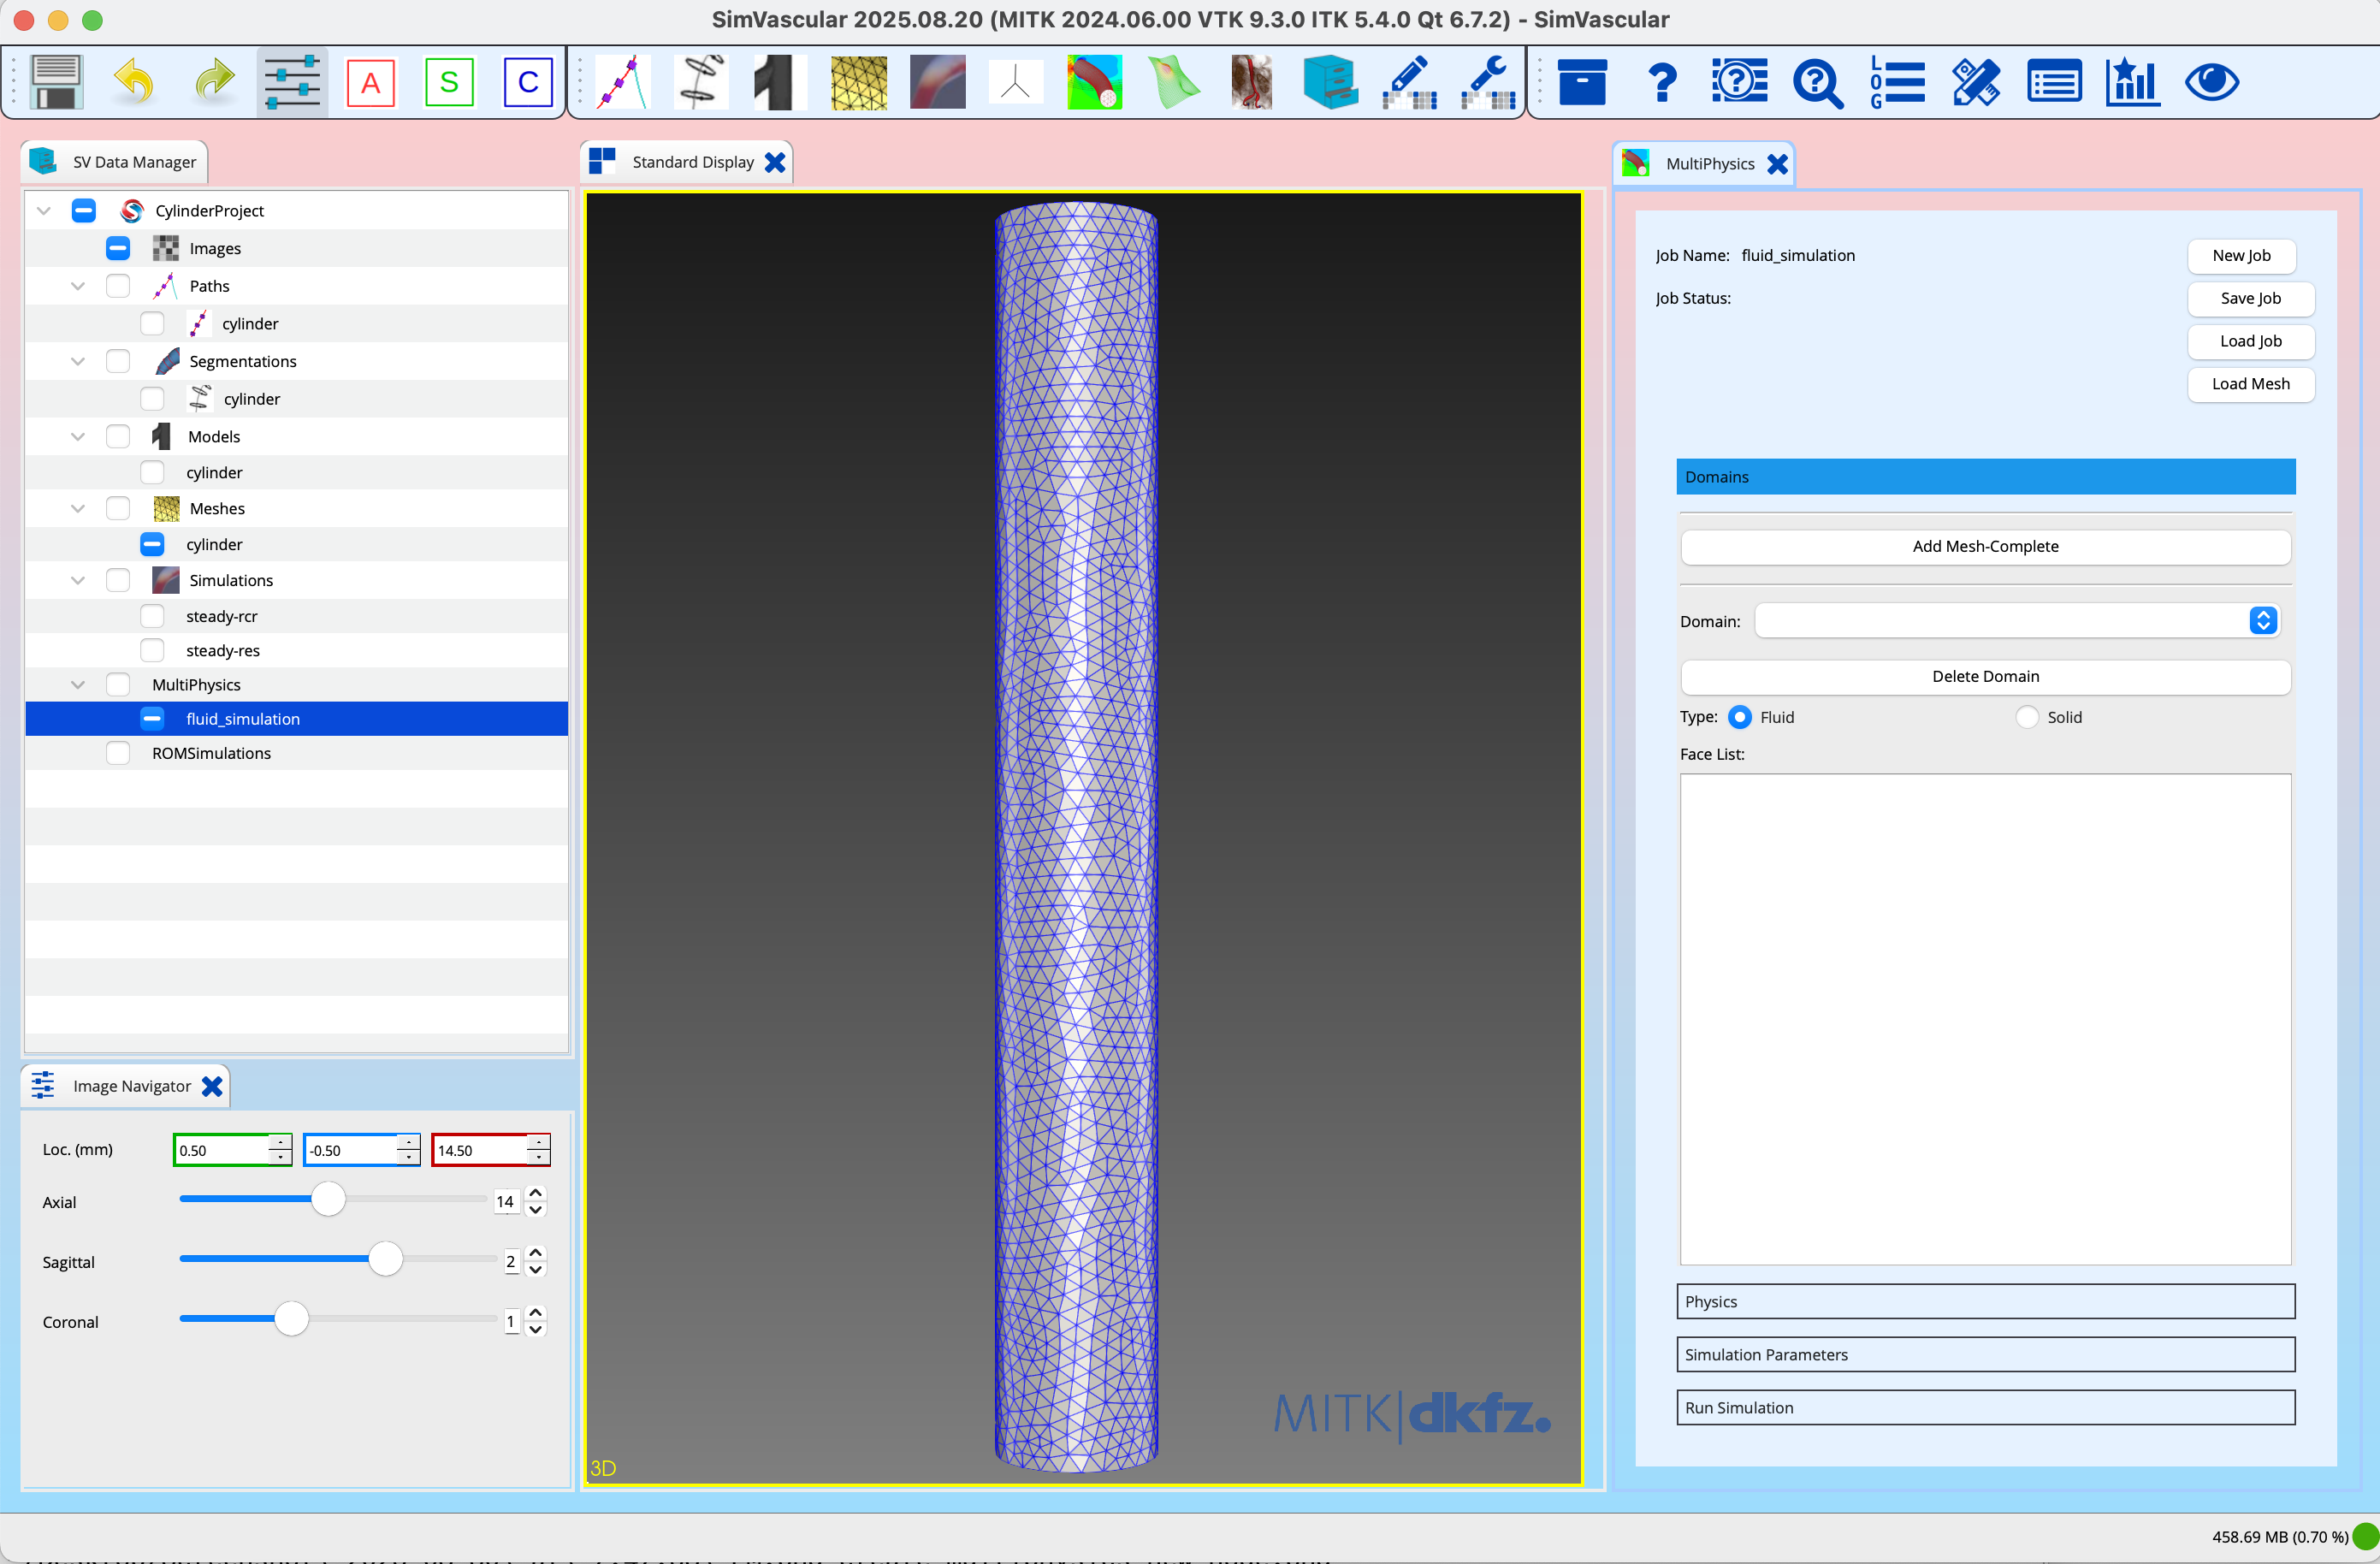 SimVascular 2025.08.20 (MITK 2024.06.00 VTK 9.3.0 ITK 5.4.0 Qt 6.7.2) - SimVascular
A S C
LOG
SV Data Manager
CylinderProject
Images
Paths
cylinder
Segmentations
cylinder
Models
cylinder
Meshes
cylinder
Simulations
steady-rcr
steady-res
MultiPhysics
fluid_simulation
ROMSimulations
Image Navigator
Loc. (mm) 0.50 -0.50 14.50
Axial 14
Sagittal 2
Coronal 1
Standard Display
MITK|dkfz.
3D
MultiPhysics
Job Name: fluid_simulation
New Job
Job Status:
Save Job
Load Job
Load Mesh
Domains
Add Mesh-Complete
Domain:
Delete Domain
Type: Fluid Solid
Face List:
Physics
Simulation Parameters
Run Simulation
458.69 MB (0.70 %)